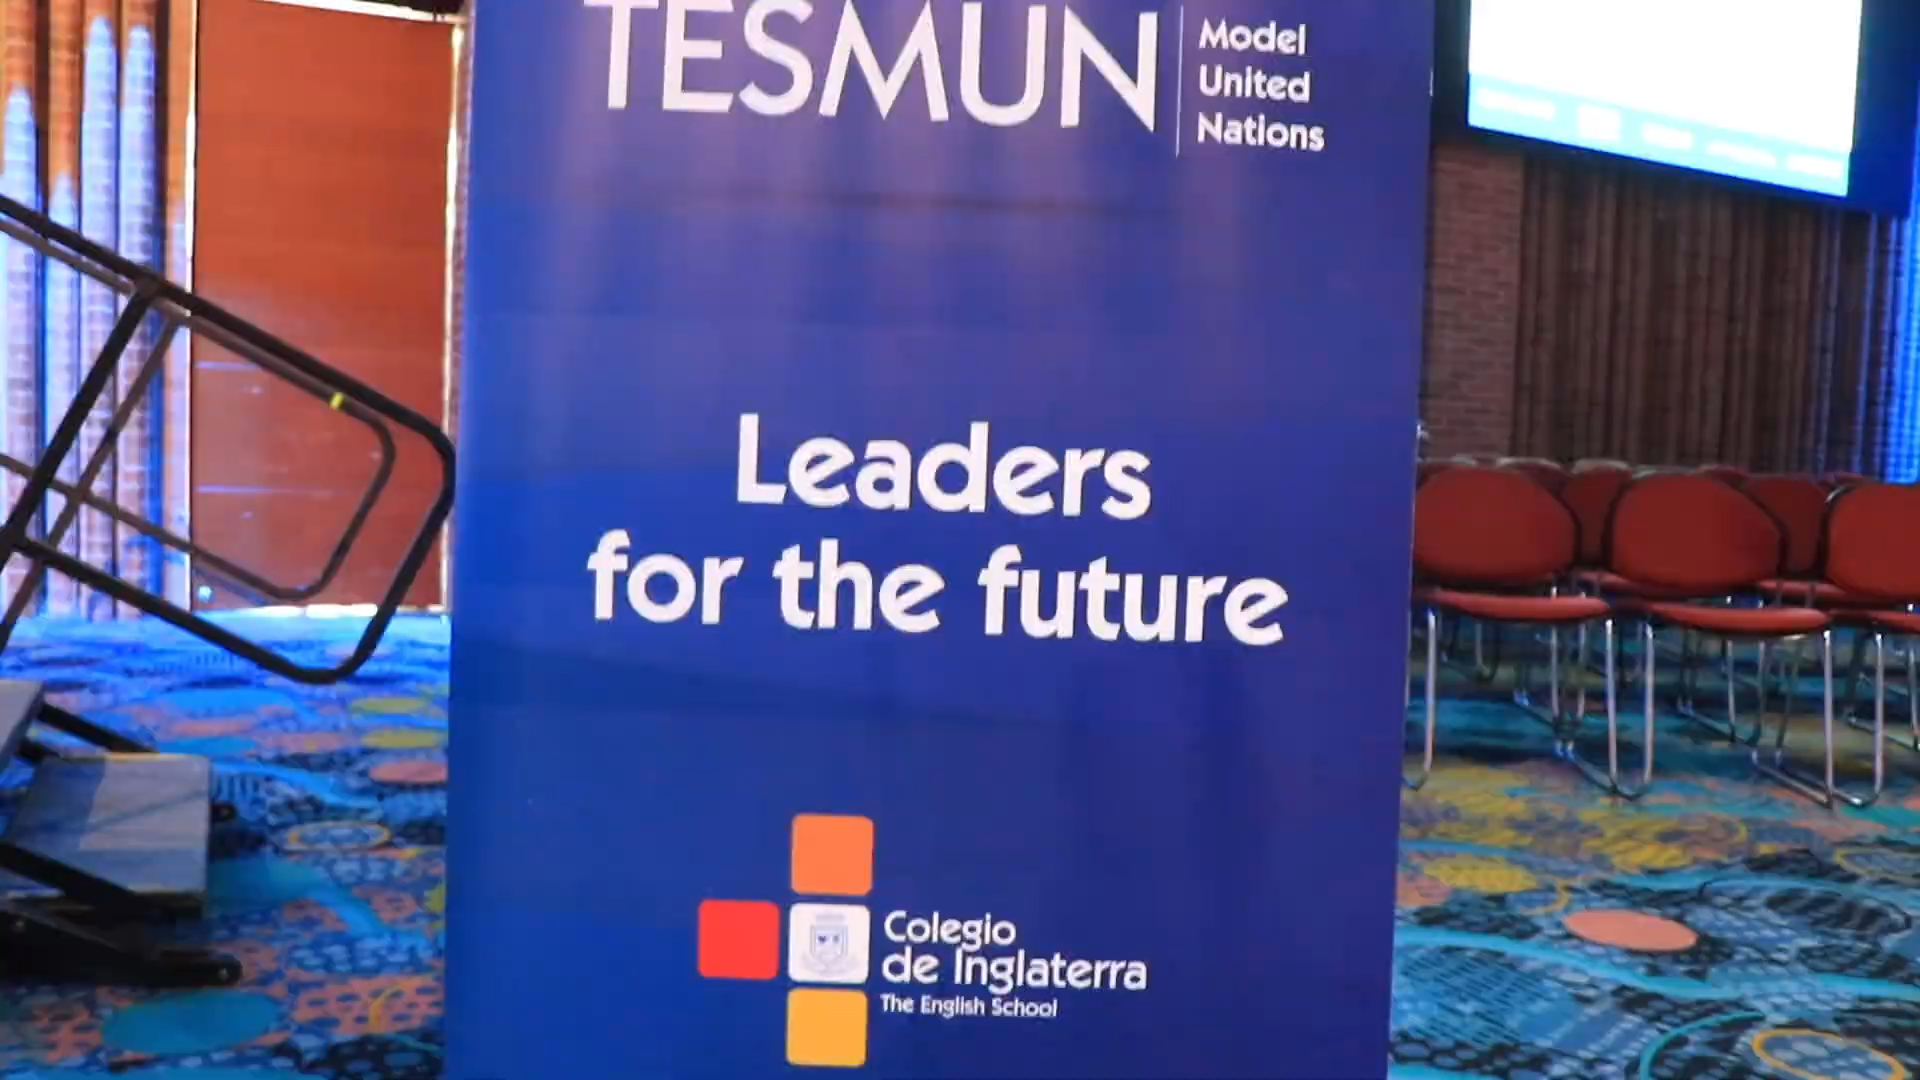 TESMUN
Model
United
Nations
Leaders
for the future
Colegio
de Inglaterra
The English School